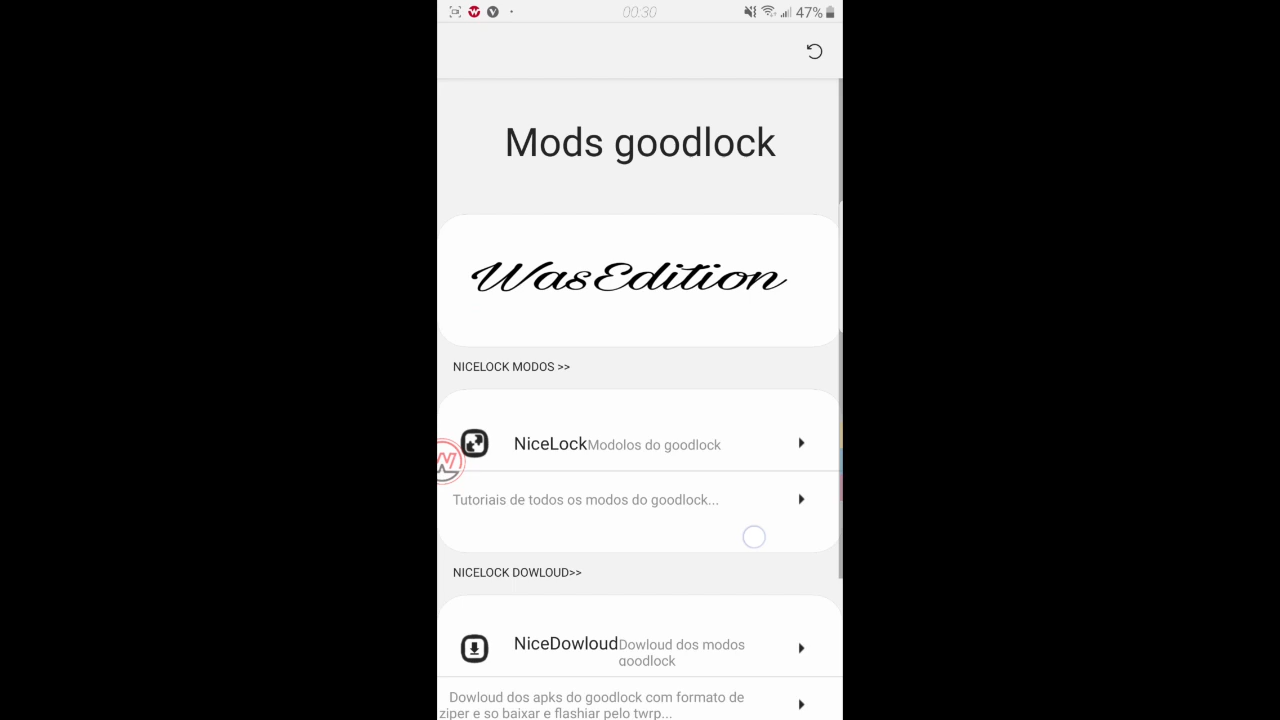 00:30
47%
Mods goodlock
WasEdition
NICELOCK MODOS >>
NiceLock Modolos do goodlock
Tutoriais de todos os modos do goodlock...
NICELOCK DOWLOUD>>
NiceDowloud Dowloud dos modos
goodlock
Dowloud dos apks do goodlock com formato de
ziper e so baixar e flashiar pelo twrp...